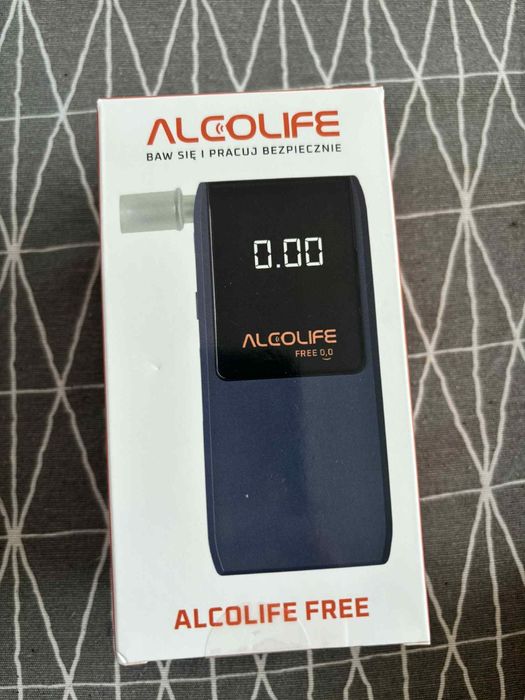 ALCOLIFE
BAW SIĘ I PRACUJ BEZPIECZNIE
0.00
ALCOLIFE
FREE 0,0
ALCOLIFE FREE